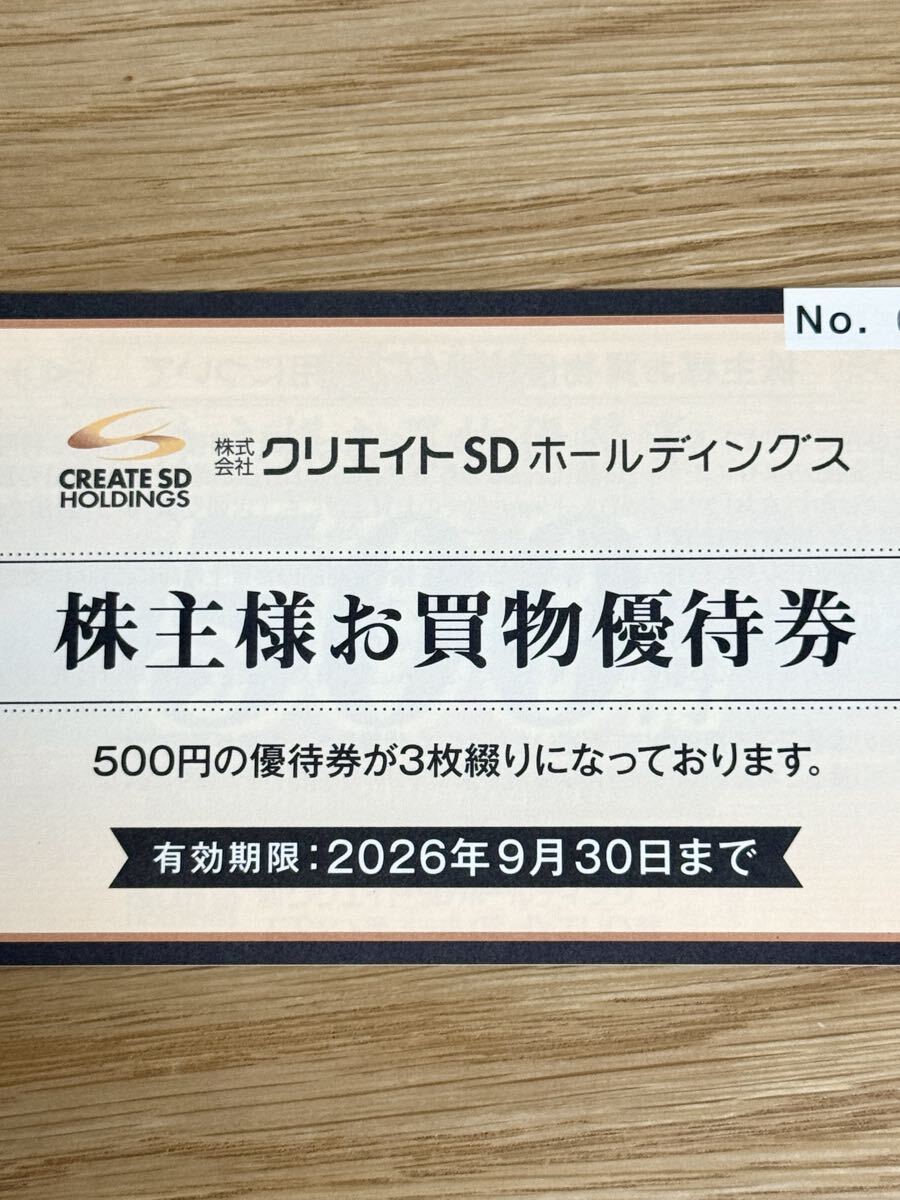 No.
CREATE SD
HOLDINGS
株式
会社
クリエイトSDホールディングス
株主様お買物優待券
500円の優待券が3枚綴りになっております。
有効期限:2026年9月30日まで